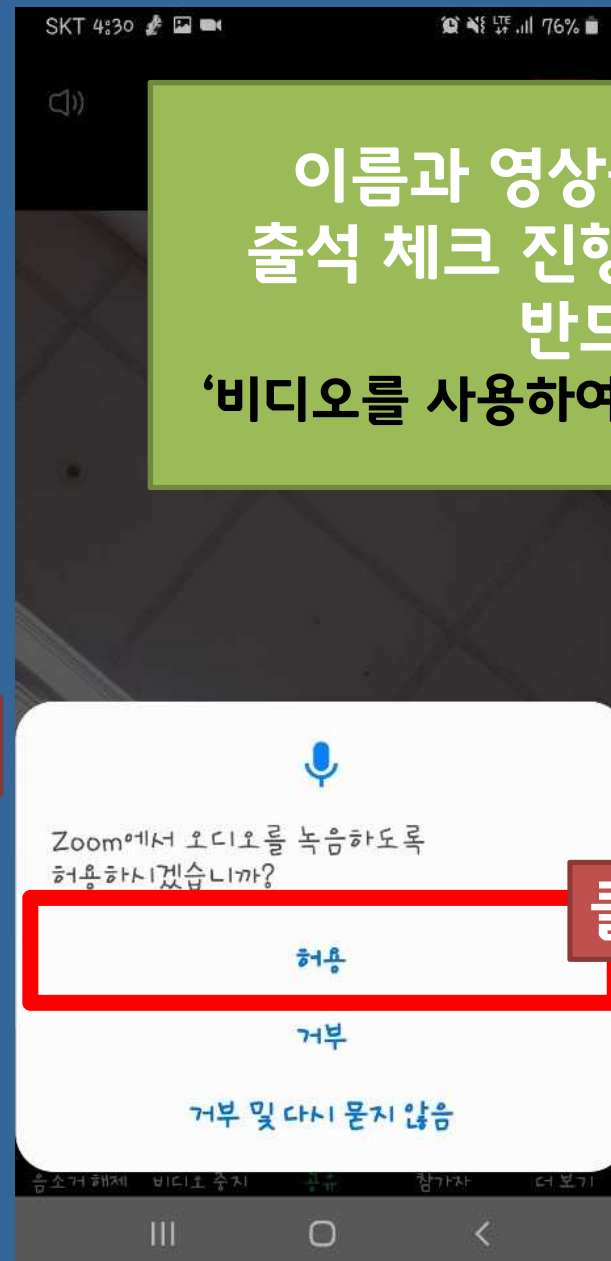 SKT 4:30 LTE 76%
이름과 영상
출석 체크 진행
반드
‘비디오를 사용하여
Zoom에서 오디오를 녹음하도록
허용하시겠습니까?
허용
거부
거부 및 다시 묻지 않음
음소거 해제 비디오 중지 공유 참가자 더 보기